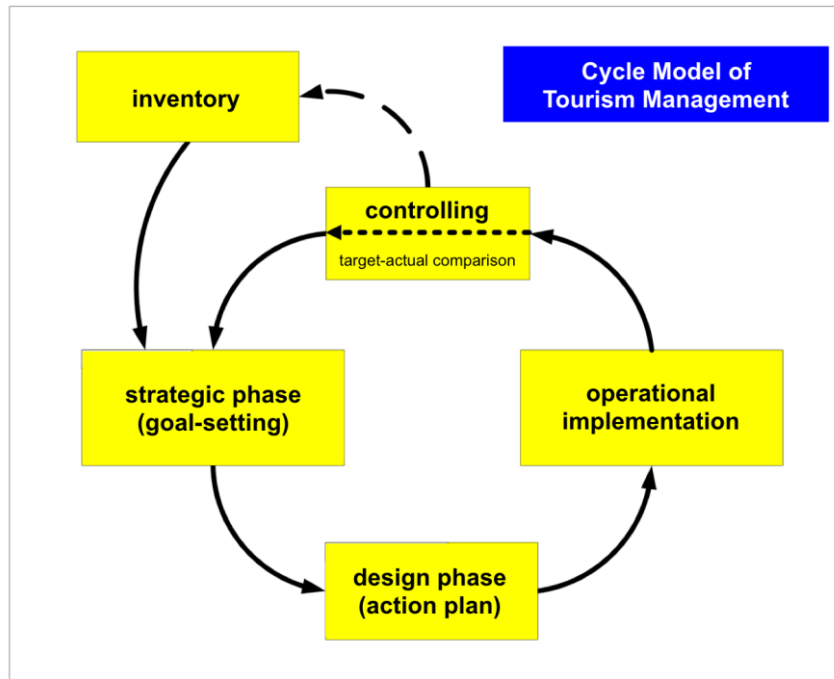 Cycle Model of
Tourism Management
inventory
controlling
target-actual comparison
strategic phase
(goal-setting)
operational
implementation
design phase
(action plan)